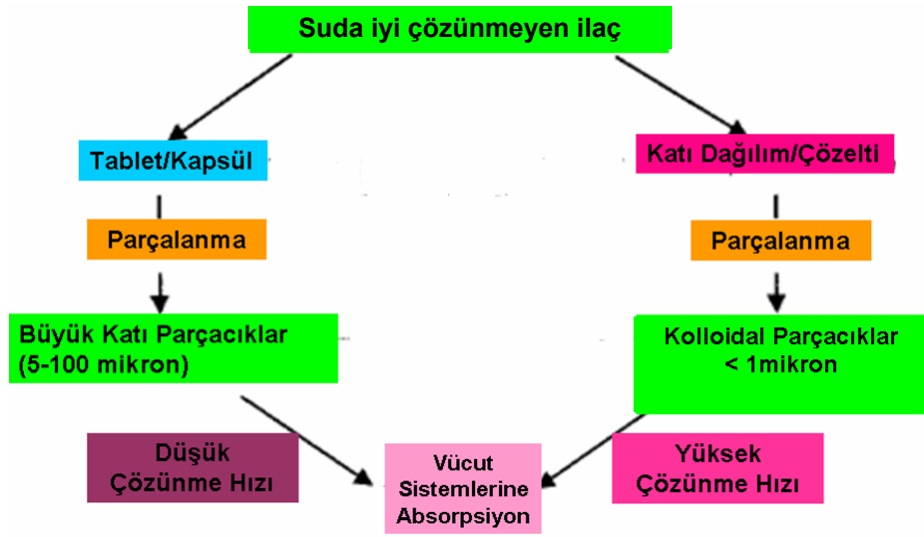 Suda iyi çözünmeyen ilaç
Tablet/Kapsül
Katı Dağılım/Çözelti
Parçalanma
Parçalanma
Büyük Katı Parçacıklar
(5-100 mikron)
Kolloidal Parçacıklar
< 1mikron
Düşük
Çözünme Hızı
Vücut
Sistemlerine
Absorpsiyon
Yüksek
Çözünme Hızı